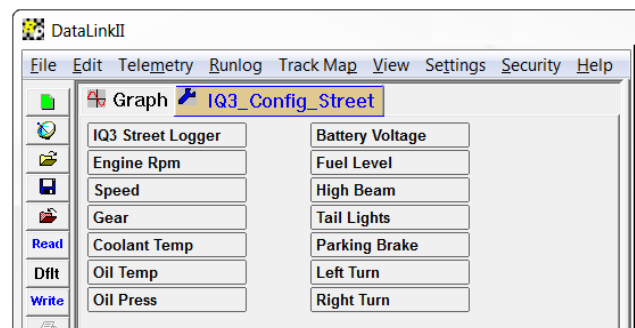 DataLinkII
File Edit Telemetry Runlog Track Map View Settings Security Help
Graph IQ3_Config_Street
IQ3 Street Logger Battery Voltage
Engine Rpm Fuel Level
Speed High Beam
Gear Tail Lights
Read Coolant Temp Parking Brake
Dflt Oil Temp Left Turn
Write Oil Press Right Turn